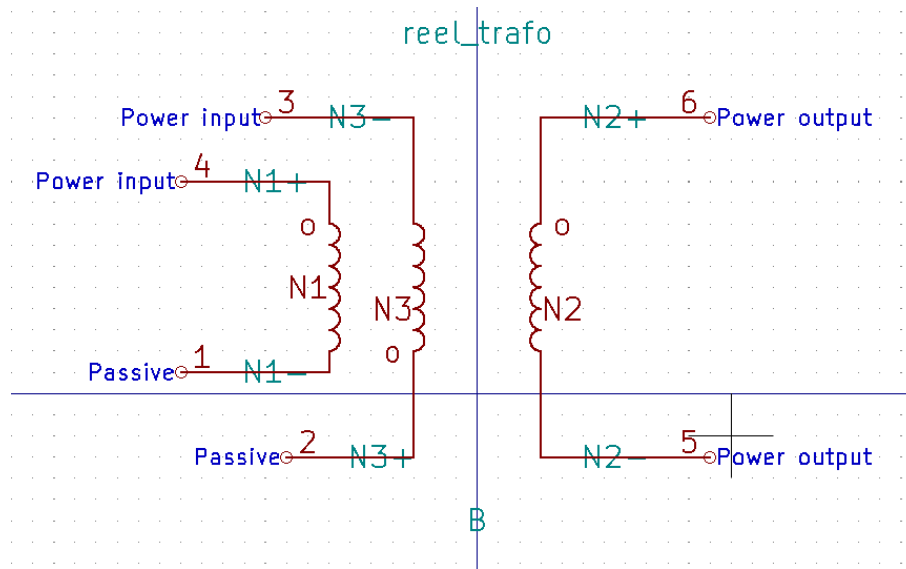 reel_trafo
Power input 3 N3- N2+ 6 Power output
Power input 4 N1+
o o
N1 N3 N2
o
Passive 1 N1-
Passive 2 N3+ N2- 5 Power output
B